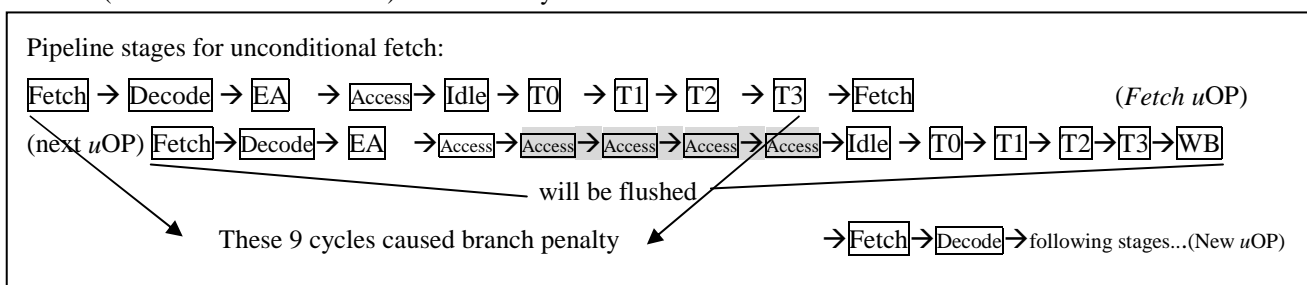 Pipeline stages for unconditional fetch:
Fetch → Decode → EA → Access → Idle → T0 → T1 → T2 → T3 → Fetch (Fetch uOP)
(next uOP) Fetch → Decode → EA → Access → Access → Access → Access → Access → Idle → T0 → T1 → T2 → T3 → WB
will be flushed
These 9 cycles caused branch penalty → Fetch → Decode → following stages...(New uOP)